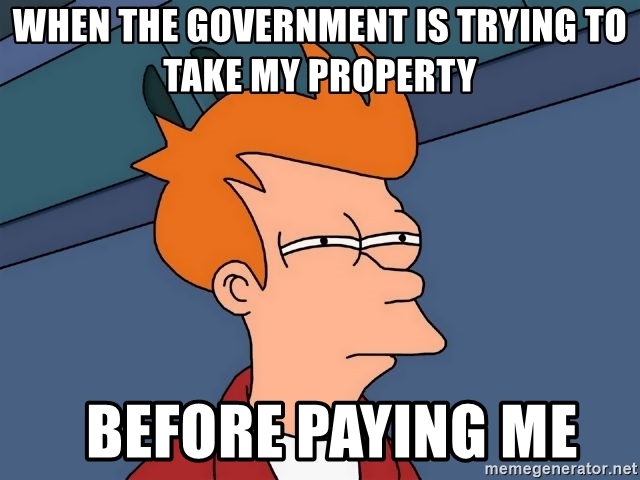 WHEN THE GOVERNMENT IS TRYING TO
TAKE MY PROPERTY
BEFORE PAYING ME
memegenerator.net